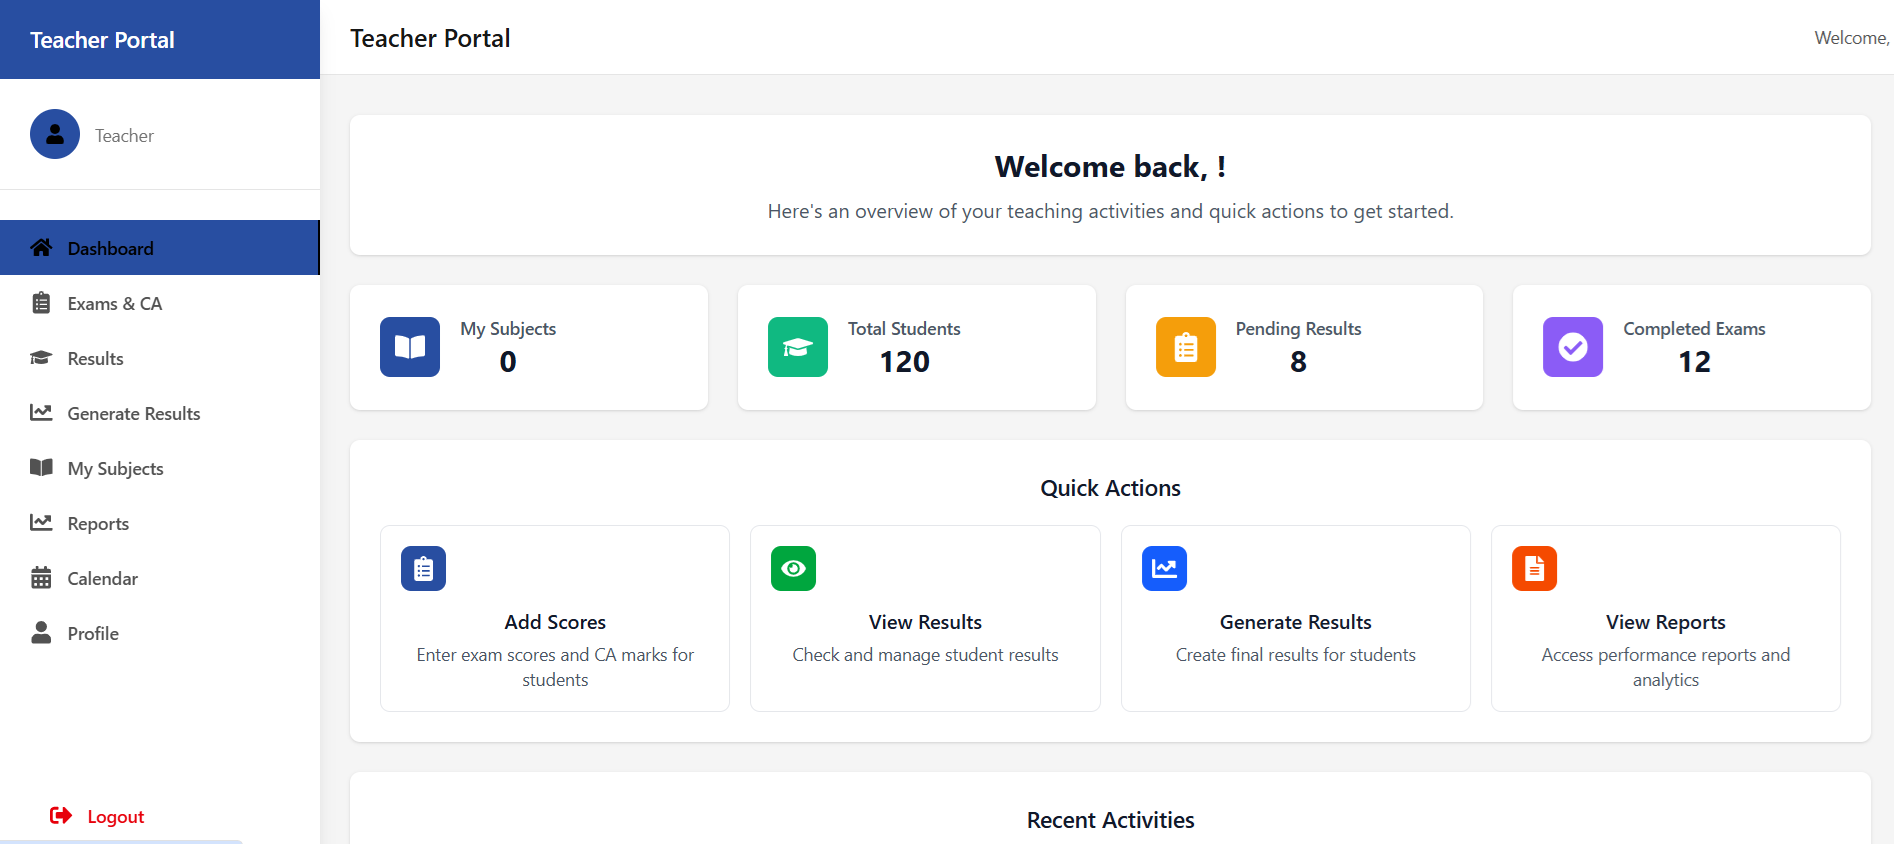 Teacher Portal
Teacher
Dashboard
Exams & CA
Results
Generate Results
My Subjects
Reports
Calendar
Profile
Logout
Teacher Portal
Welcome,
Welcome back, !
Here's an overview of your teaching activities and quick actions to get started.
My Subjects
0
Total Students
120
Pending Results
8
Completed Exams
12
Quick Actions
Add Scores
Enter exam scores and CA marks for
students
View Results
Check and manage student results
Generate Results
Create final results for students
View Reports
Access performance reports and
analytics
Recent Activities